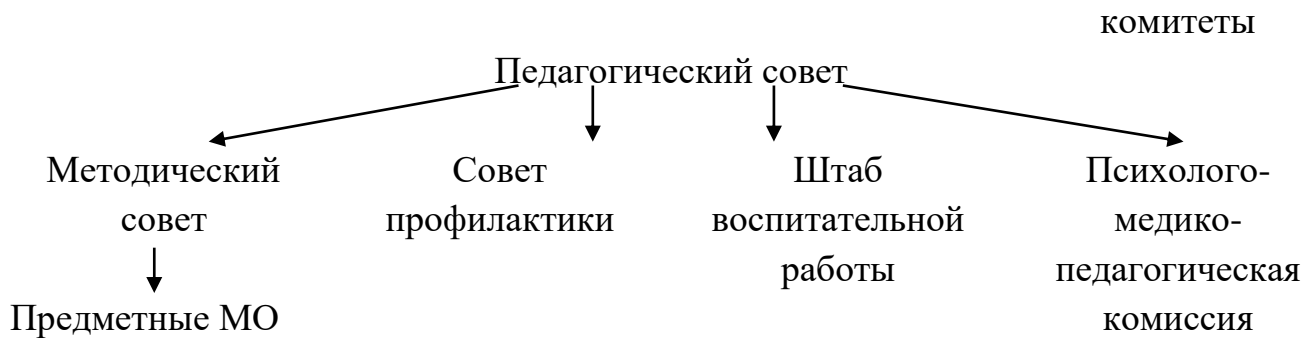 комитеты
Педагогический совет
Методический
совет
Предметные МО
Совет
профилактики
Штаб
воспитательной
работы
Психолого-
медико-
педагогическая
комиссия